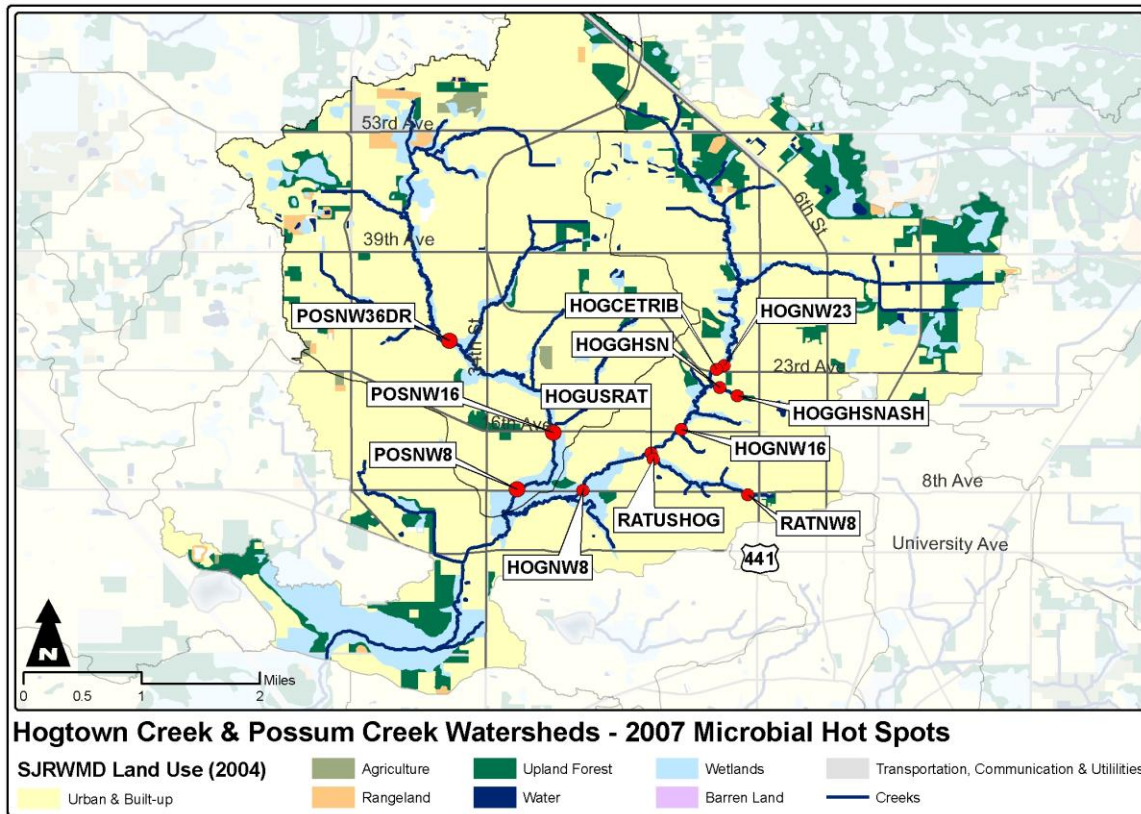 53rd Ave
6th St
39th Ave
HOGCETRIB
HOGNW23
POSNW36DR
HOGGHSN
34th St
23rd Ave
POSNW16
HOGUSRAT
HOGGHSNASH
16th Ave
HOGNW16
POSNW8
8th Ave
RATUSHOG
RATNW8
University Ave
HOGNW8
441
N
Miles
0 0.5 1 2
Hogtown Creek & Possum Creek Watersheds - 2007 Microbial Hot Spots
SJRWMD Land Use (2004)
Agriculture
Upland Forest
Wetlands
Transportation, Communication & Utililities
Urban & Built-up
Rangeland
Water
Barren Land
Creeks